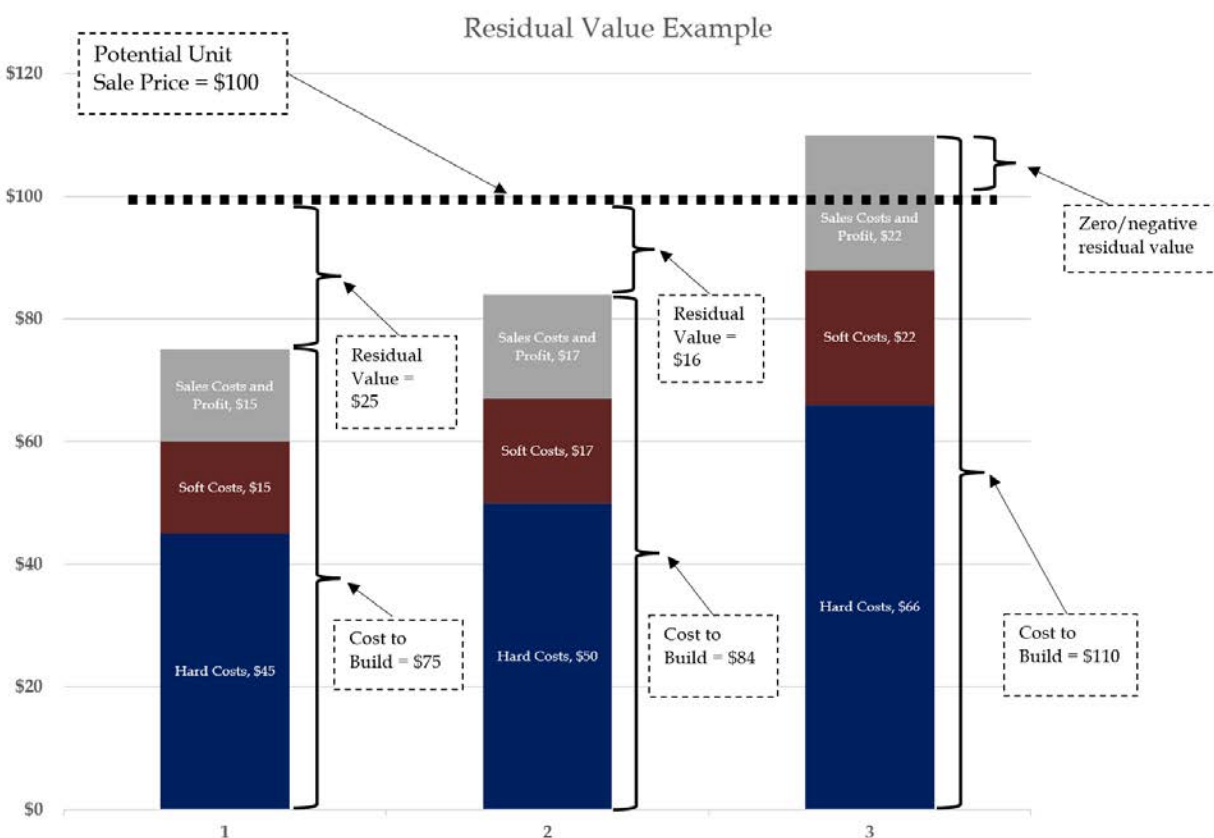 Residual Value Example
Potential Unit
Sale Price = $100
$120
$100
$80
$60
$40
$20
$0
Sales Costs and
Profit, $15
Soft Costs, $15
Hard Costs, $45
Residual
Value =
$25
Cost to
Build = $75
Sales Costs and
Profit, $17
Soft Costs, $17
Hard Costs, $50
Residual
Value =
$16
Cost to
Build = $84
Sales Costs and
Profit, $22
Soft Costs, $22
Hard Costs, $66
Zero/negative
residual value
Cost to
Build = $110
1
2
3